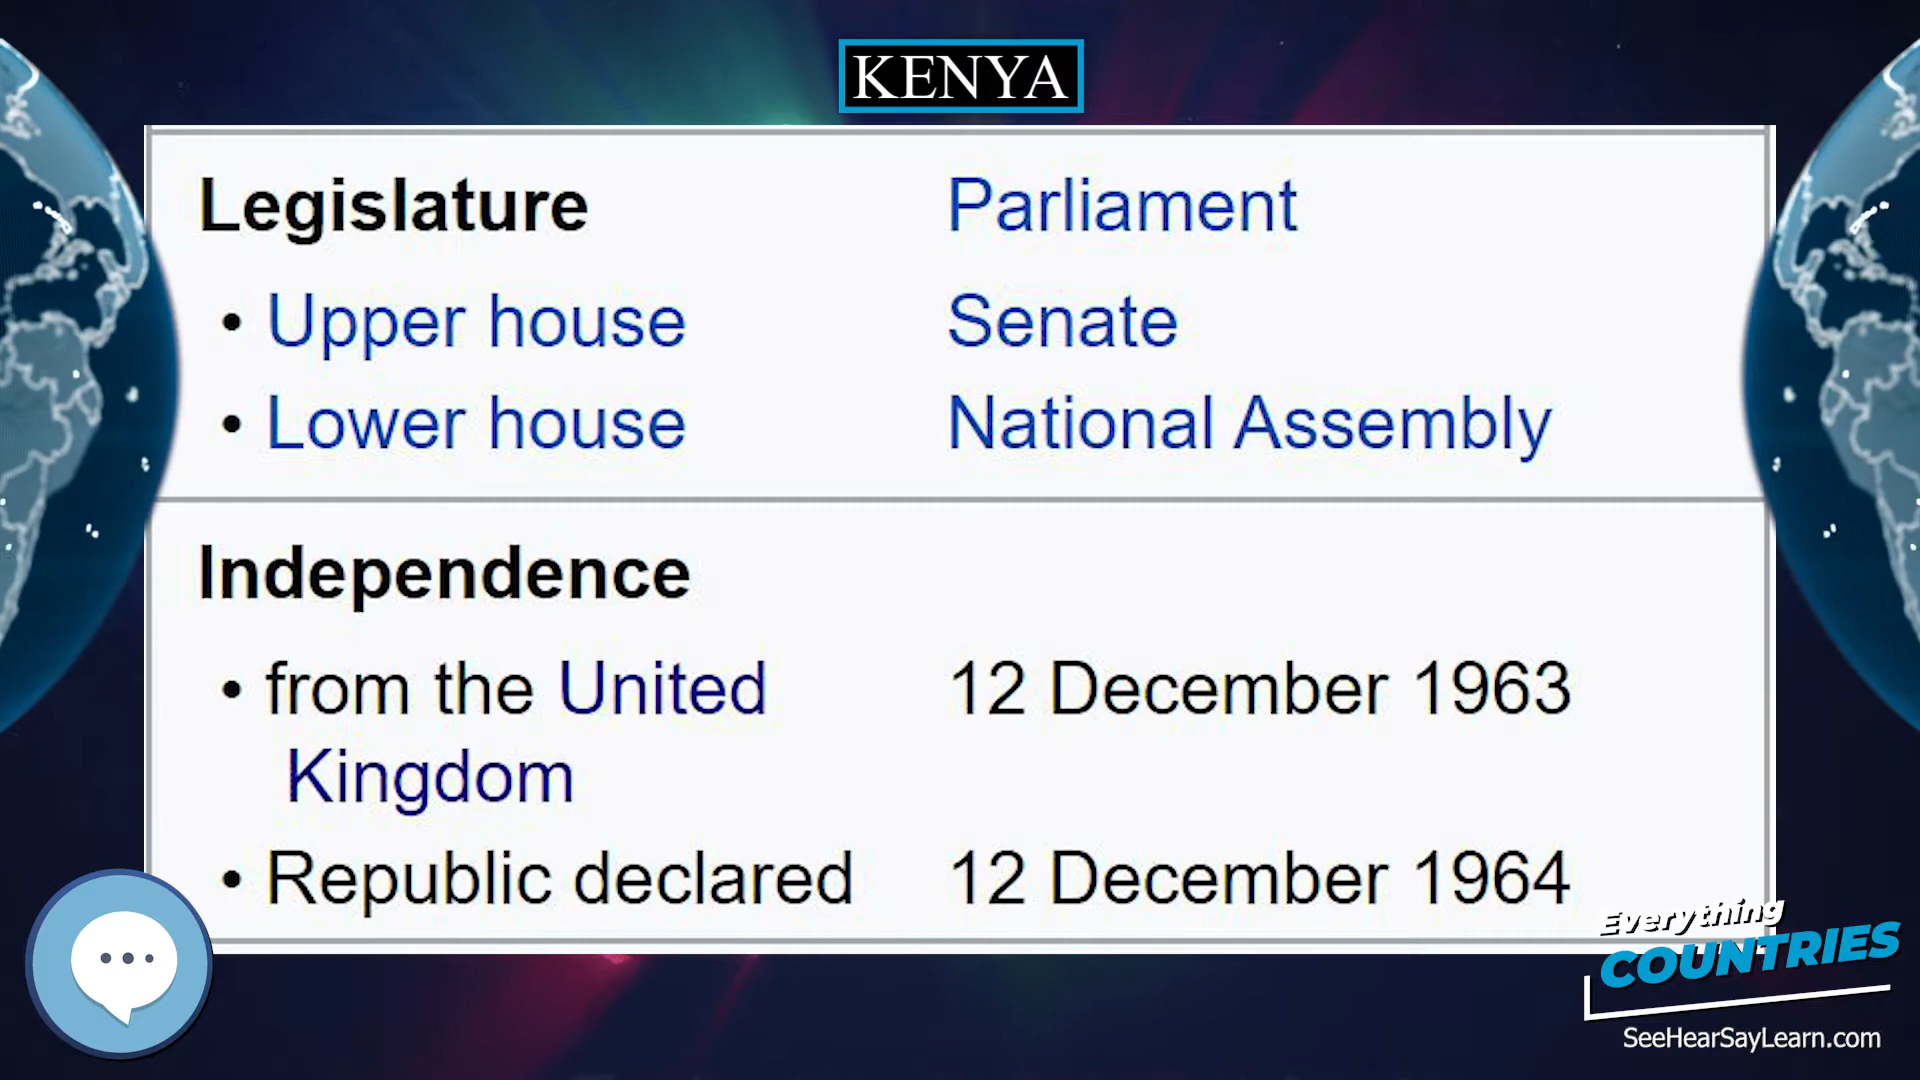 KENYA
Legislature Parliament
• Upper house Senate
• Lower house National Assembly
Independence
• from the United 12 December 1963
Kingdom
• Republic declared 12 December 1964
Everything
COUNTRIES
SeeHearSayLearn.com